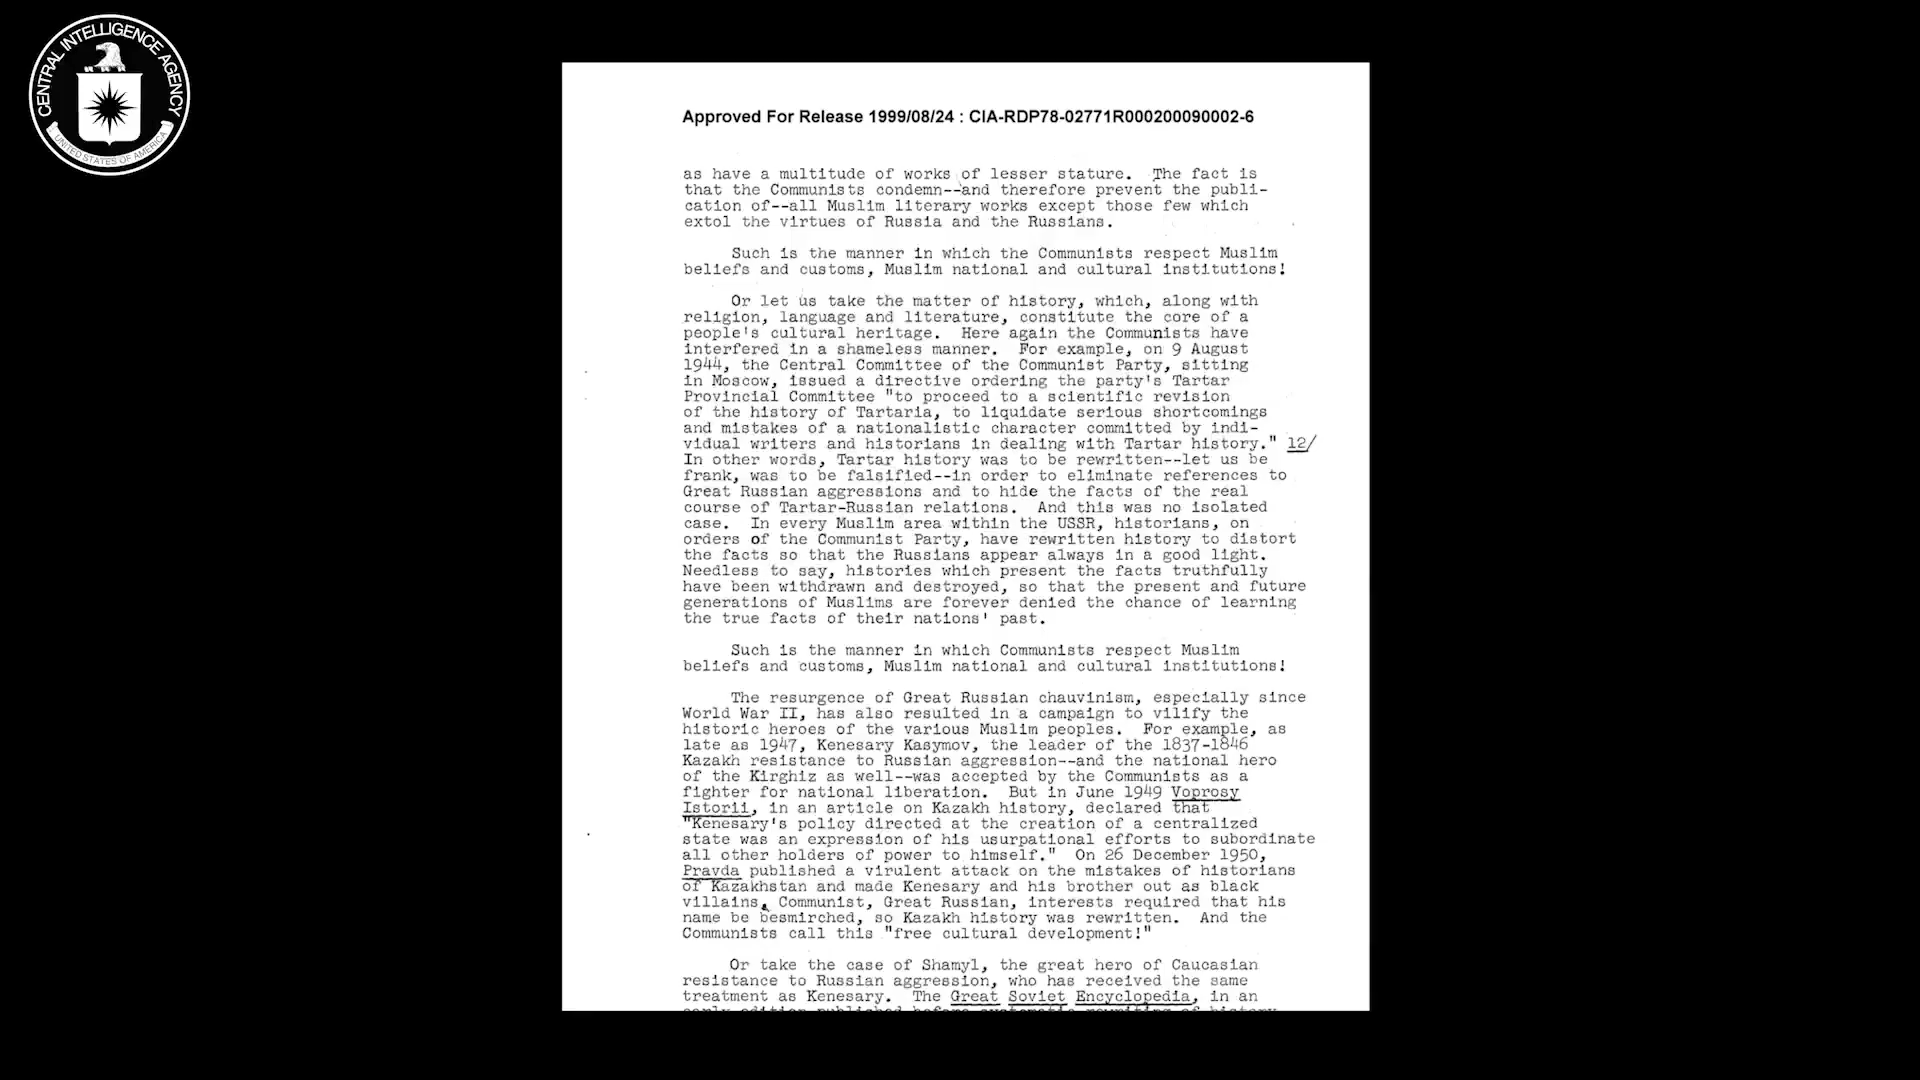 CENTRAL INTELLIGENCE AGENCY
UNITED STATES OF AMERICA
Approved For Release 1999/08/24 : CIA-RDP78-02771R000200090002-6
as have a multitude of works of lesser stature. The fact is
that the Communists condemn--and therefore prevent the publi-
cation of--all Muslim literary works except those few which
extol the virtues of Russia and the Russians.
Such is the manner in which the Communists respect Muslim
beliefs and customs, Muslim national and cultural institutions!
Or let us take the matter of history, which, along with
religion, language and literature, constitute the core of a
people's cultural heritage. Here again the Communists have
interfered in a shameless manner. For example, on 9 August
1944, the Central Committee of the Communist Party, sitting
in Moscow, issued a directive ordering the party's Tartar
Provincial Committee "to proceed to a scientific revision
of the history of Tartaria, to liquidate serious shortcomings
and mistakes of a nationalistic character committed by indi-
vidual writers and historians in dealing with Tartar history." 12/
In other words, Tartar history was to be rewritten--let us be
frank, was to be falsified--in order to eliminate references to
Great Russian aggressions and to hide the facts of the real
course of Tartar-Russian relations. And this was no isolated
case. In every Muslim area within the USSR, historians, on
orders of the Communist Party, have rewritten history to distort
the facts so that the Russians appear always in a good light.
Needless to say, histories which present the facts truthfully
have been withdrawn and destroyed, so that the present and future
generations of Muslims are forever denied the chance of learning
the true facts of their nations' past.
Such is the manner in which Communists respect Muslim
beliefs and customs, Muslim national and cultural institutions!
The resurgence of Great Russian chauvinism, especially since
World War II, has also resulted in a campaign to vilify the
historic heroes of the various Muslim peoples. For example, as
late as 1947, Kenesary Kasymov, the leader of the 1837-1846
Kazakh resistance to Russian aggression--and the national hero
of the Kirghiz as well--was accepted by the Communists as a
fighter for national liberation. But in June 1949 Voprosy
Istorii, in an article on Kazakh history, declared that
"Kenesary's policy directed at the creation of a centralized
state was an expression of his usurpational efforts to subordinate
all other holders of power to himself." On 26 December 1950,
Pravda published a virulent attack on the mistakes of historians
of Kazakhstan and made Kenesary and his brother out as black
villains. Communist, Great Russian, interests required that his
name be besmirched, so Kazakh history was rewritten. And the
Communists call this "free cultural development!"
Or take the case of Shamyl, the great hero of Caucasian
resistance to Russian aggression, who has received the same
treatment as Kenesary. The Great Soviet Encyclopedia, in an
early edition published before systematic rewriting of history